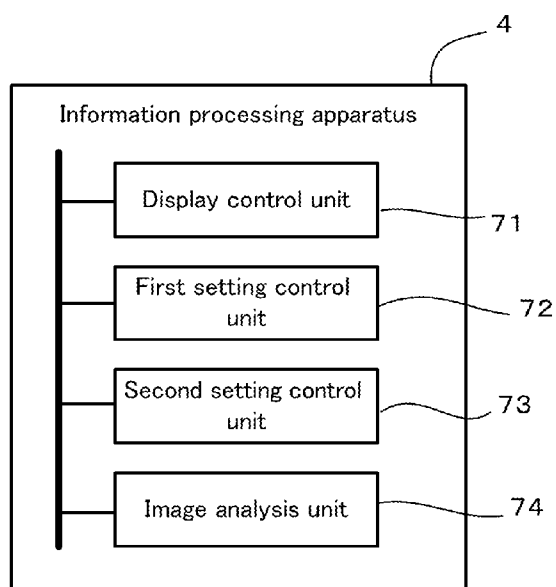 4
Information processing apparatus
Display control unit
71
First setting control
unit
72
Second setting control
unit
73
Image analysis unit
74